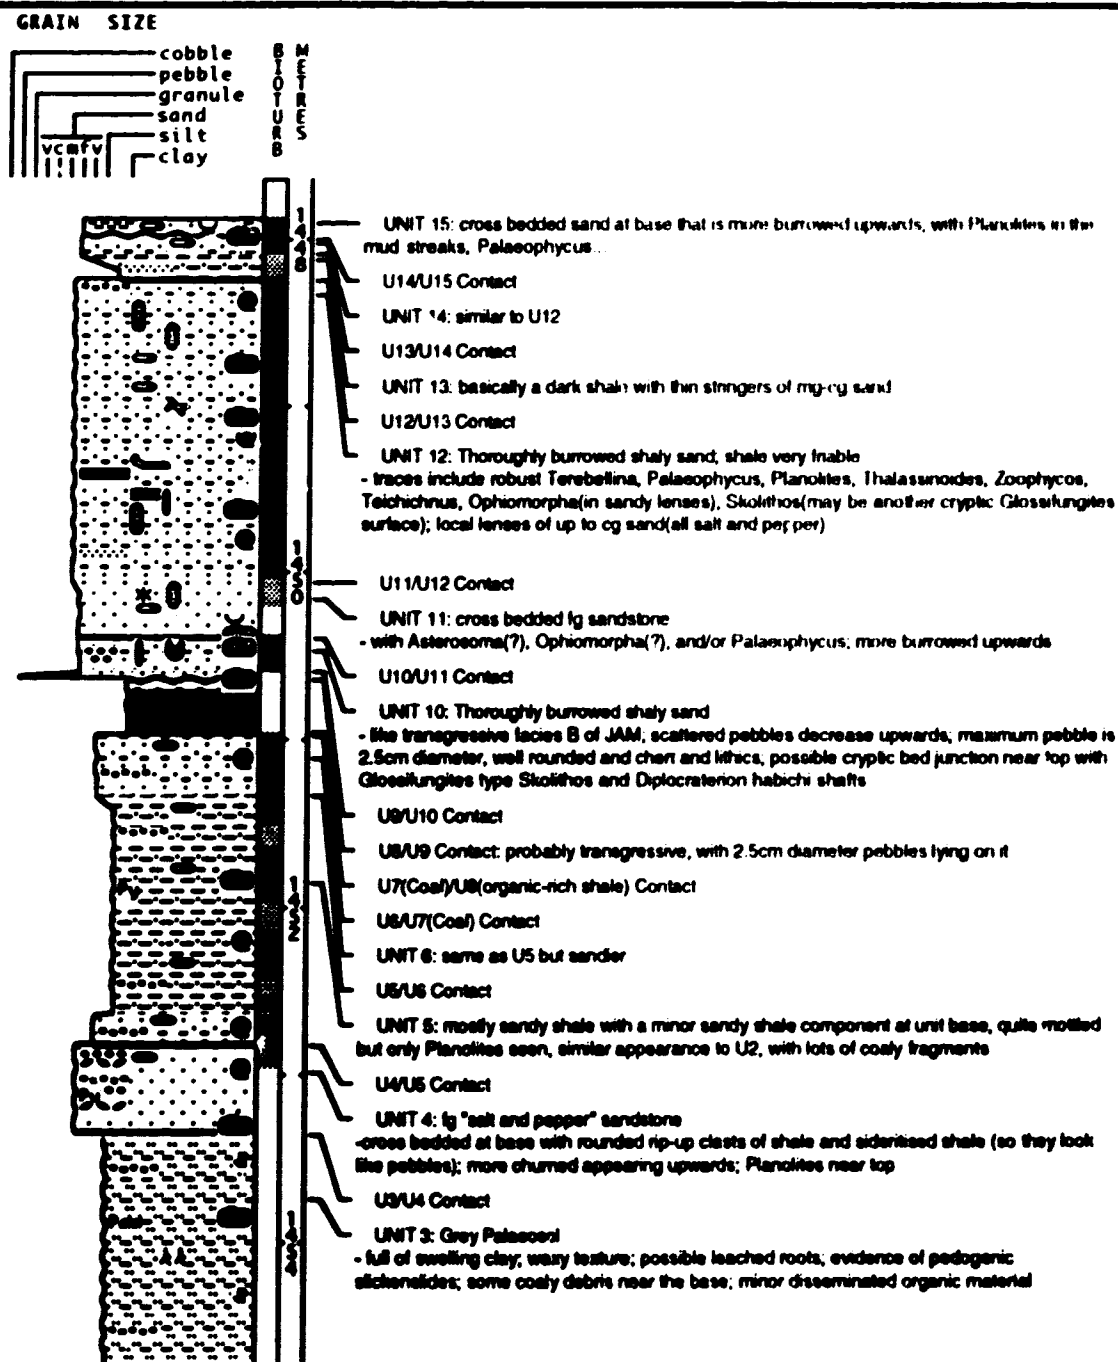 GRAIN SIZE
cobble
pebble
granule
sand
silt
vcmfv
clay
BIOTURB
METRES
1448
UNIT 15: cross bedded sand at base that is more burrowed upwards, with Planolites in the
mud streaks, Palaeophycus...
U14/U15 Contact
UNIT 14: similar to U12
U13/U14 Contact
UNIT 13: basically a dark shale with thin stringers of mg-cg sand
U12/U13 Contact
UNIT 12: Thoroughly burrowed shaly sand; shale very friable
- traces include robust Terebellina, Palaeophycus, Planolites, Thalassinoides, Zoophycos,
Teichichnus, Ophiomorpha(in sandy lenses), Skolithos(may be another cryptic Glossifungites
surface); local lenses of up to cg sand(all salt and pepper)
1450
U11/U12 Contact
UNIT 11: cross bedded fg sandstone
- with Asterosoma(?), Ophiomorpha(?), and/or Palaeophycus; more burrowed upwards
U10/U11 Contact
UNIT 10: Thoroughly burrowed shaly sand
- like transgressive facies B of JAM; scattered pebbles decrease upwards; maximum pebble is
2.5cm diameter, well rounded and chert and lithics; possible cryptic bed junction near top with
Glossifungites type Skolithos and Diplocraterion habichi shafts
U9/U10 Contact
U8/U9 Contact: probably transgressive, with 2.5cm diameter pebbles lying on it
U7(Coal)/U8(organic-rich shale) Contact
1452
U6/U7(Coal) Contact
UNIT 6: same as U5 but sandier
U5/U6 Contact
UNIT 5: mostly sandy shale with a minor sandy shale component at unit base, quite mottled
but only Planolites seen, similar appearance to U2, with lots of coaly fragments
U4/U5 Contact
UNIT 4: fg "salt and pepper" sandstone
-cross bedded at base with rounded rip-up clasts of shale and sideritised shale (so they look
like pebbles); more churned appearing upwards; Planolites near top
U3/U4 Contact
1454
UNIT 3: Grey Palaeosol
- full of swelling clay; waxy texture; possible leached roots; evidence of pedogenic
slickensides; some coaly debris near the base; minor disseminated organic material